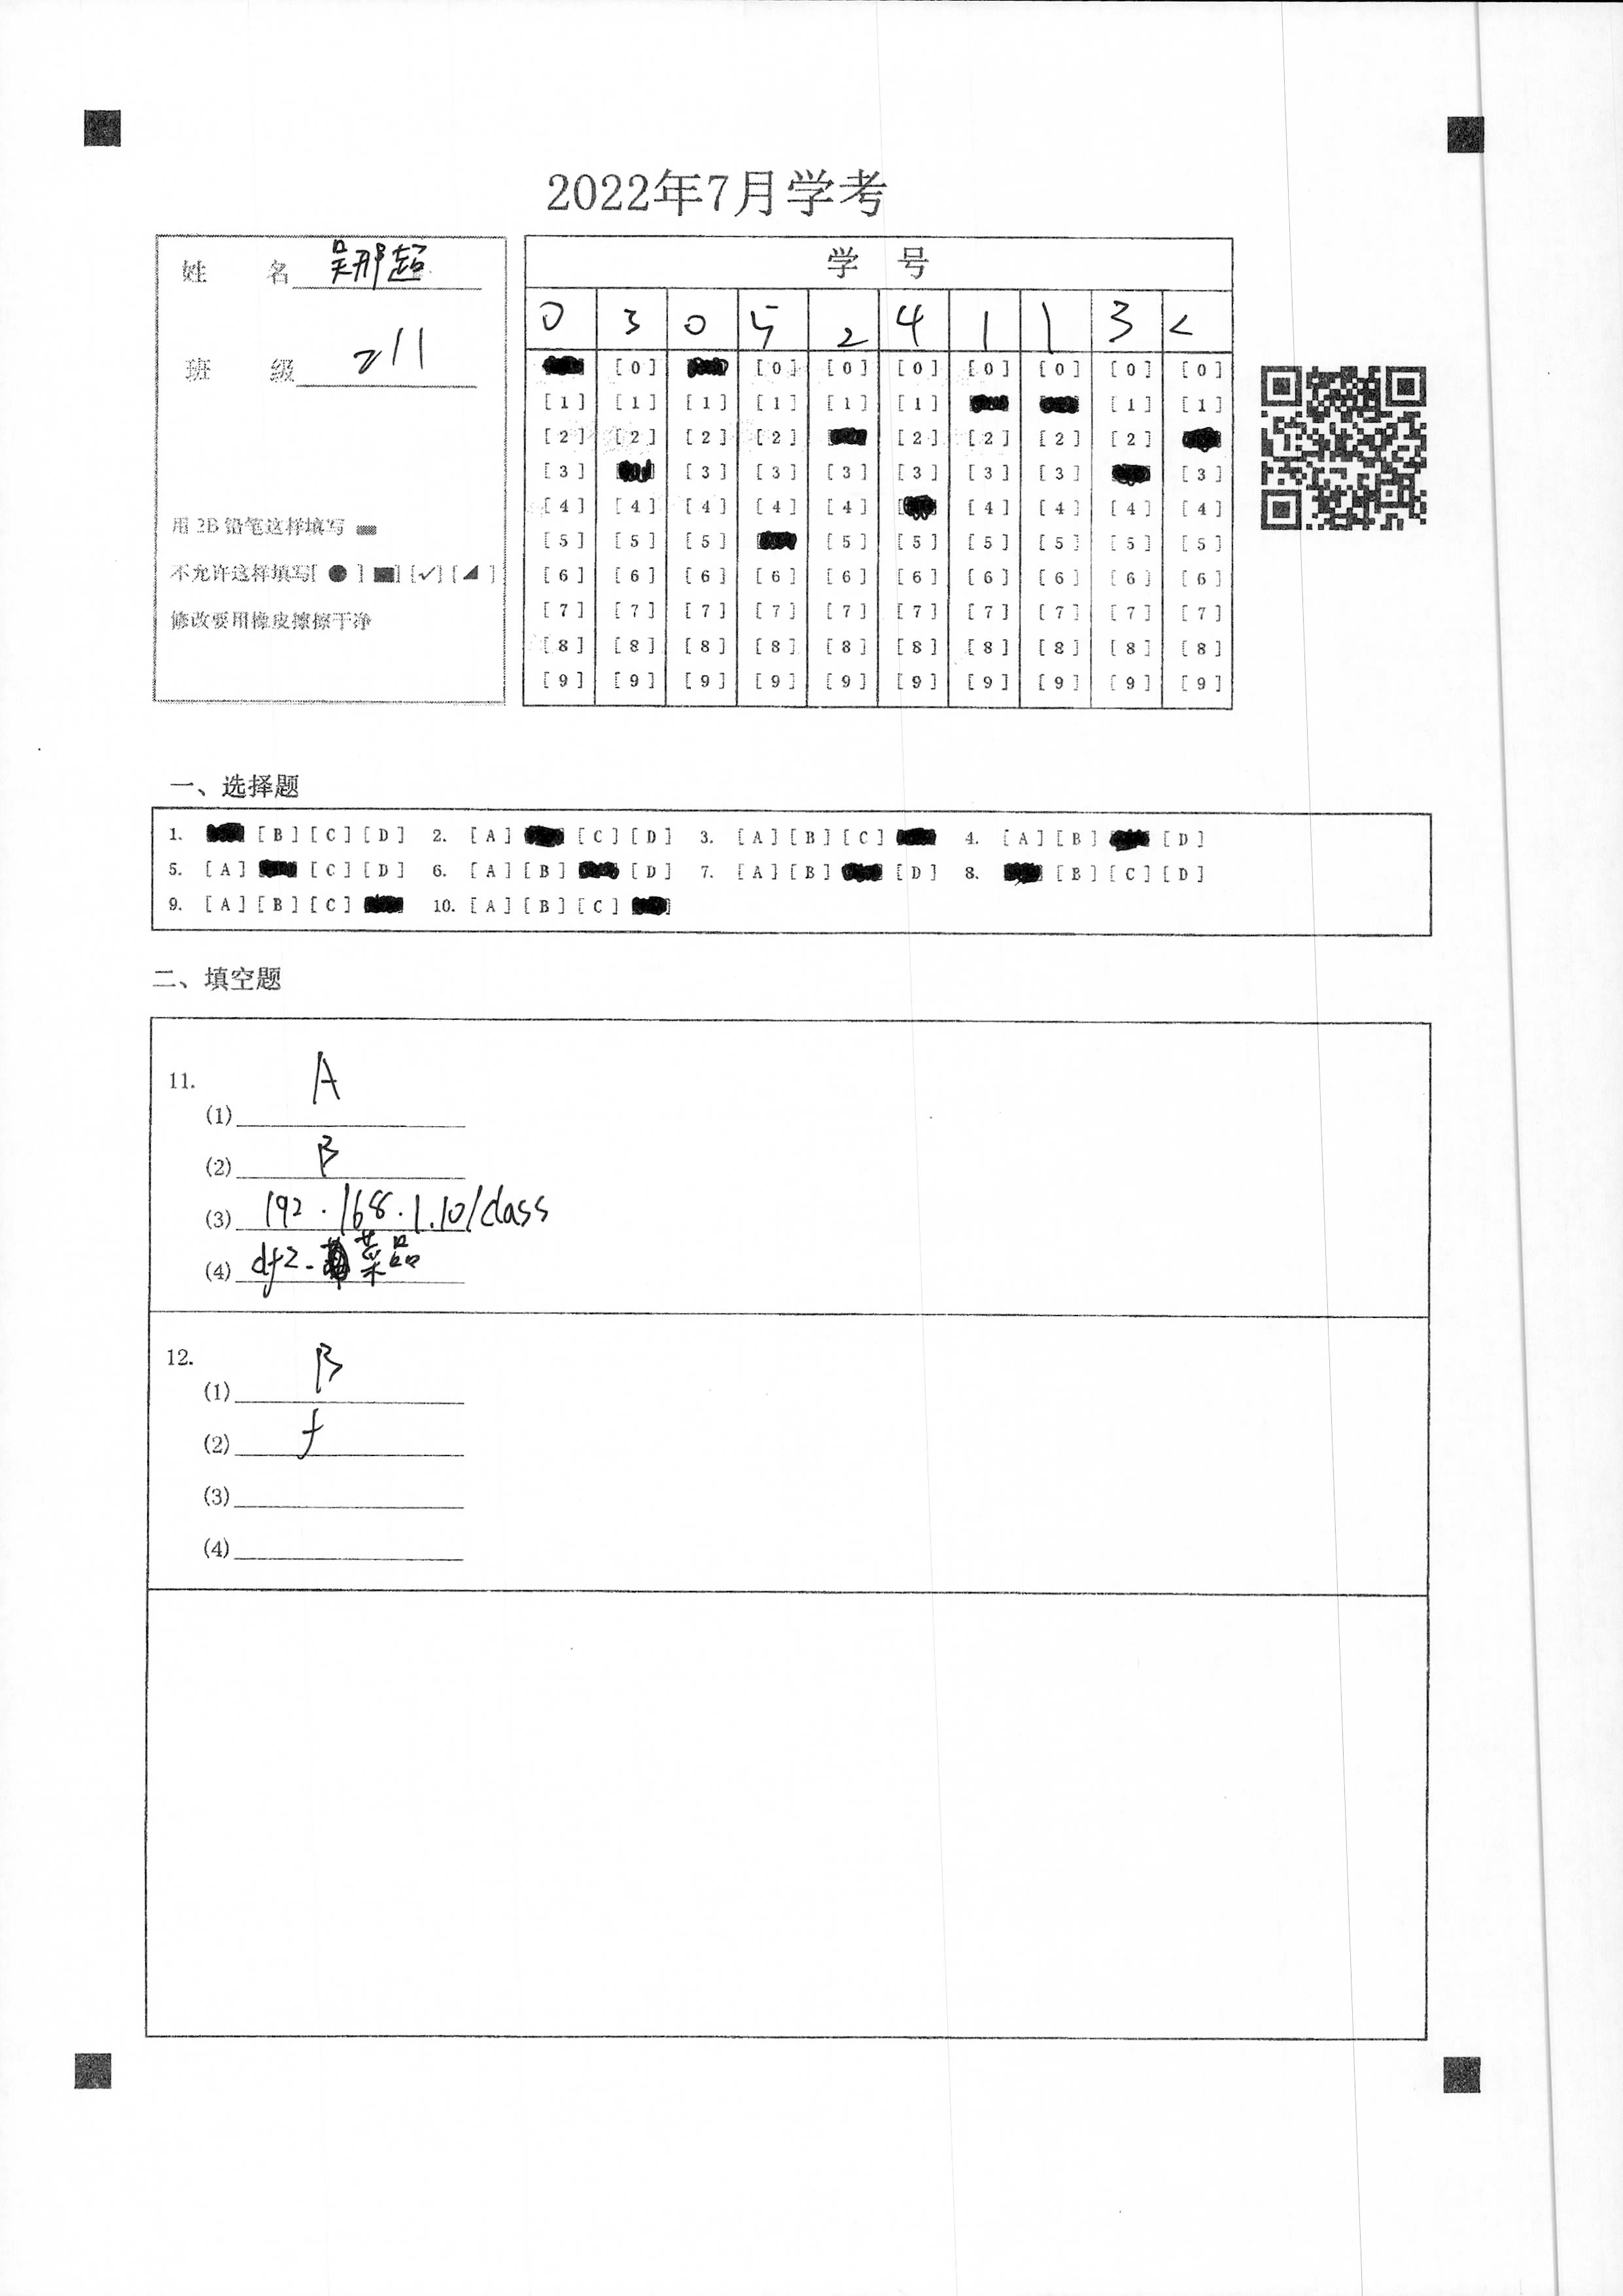 2022年7月学考
姓 名 吴那超
班 级 211
用 2B 铅笔这样填写
不允许这样填写[ ● ] [■] [✓] [◢ ]
修改要用橡皮擦擦干净
学 号
0 3 0 5 2 4 1 1 3 2
[0] [0] [0] [0] [0] [0] [0] [0]
[1] [1] [1] [1] [1] [1] [1] [1]
[2] [2] [2] [2] [2] [2] [2] [2]
[3] [3] [3] [3] [3] [3] [3] [3]
[4] [4] [4] [4] [4] [4] [4] [4] [4]
[5] [5] [5] [5] [5] [5] [5] [5] [5]
[6] [6] [6] [6] [6] [6] [6] [6] [6] [6]
[7] [7] [7] [7] [7] [7] [7] [7] [7] [7]
[8] [8] [8] [8] [8] [8] [8] [8] [8] [8]
[9] [9] [9] [9] [9] [9] [9] [9] [9] [9]
一、选择题
1. [B] [C] [D] 2. [A] [C] [D] 3. [A] [B] [C] 4. [A] [B] [D]
5. [A] [C] [D] 6. [A] [B] [D] 7. [A] [B] [D] 8. [B] [C] [D]
9. [A] [B] [C] 10. [A] [B] [C]
二、填空题
11.
(1) A
(2) B
(3) 192.168.1.10/class
(4) df2.菜品
12.
(1) B
(2) f
(3)
(4)